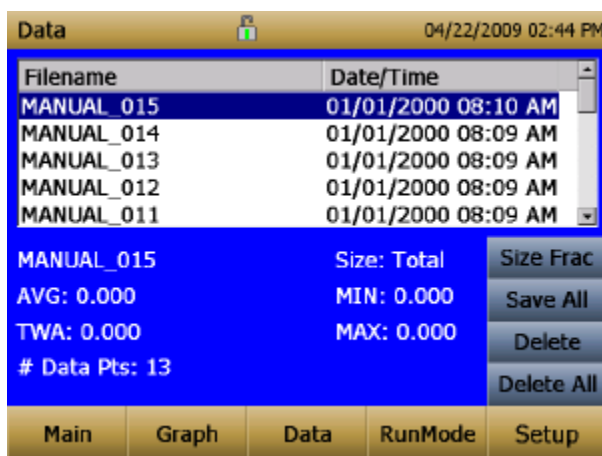 Data 04/22/2009 02:44 PM
Filename Date/Time
MANUAL_015 01/01/2000 08:10 AM
MANUAL_014 01/01/2000 08:09 AM
MANUAL_013 01/01/2000 08:09 AM
MANUAL_012 01/01/2000 08:09 AM
MANUAL_011 01/01/2000 08:09 AM
MANUAL_015 Size: Total
AVG: 0.000 MIN: 0.000
TWA: 0.000 MAX: 0.000
# Data Pts: 13
Size Frac
Save All
Delete
Delete All
Main Graph Data RunMode Setup